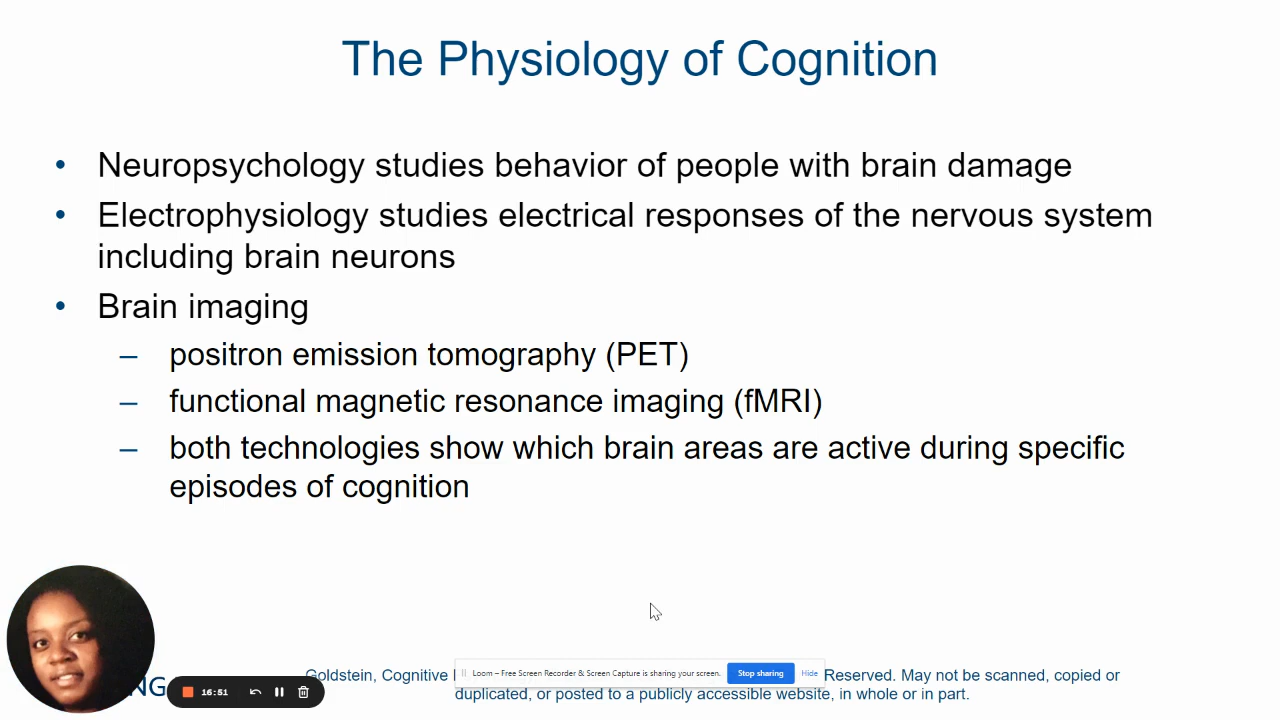 The Physiology of Cognition
• Neuropsychology studies behavior of people with brain damage
• Electrophysiology studies electrical responses of the nervous system
including brain neurons
• Brain imaging
– positron emission tomography (PET)
– functional magnetic resonance imaging (fMRI)
– both technologies show which brain areas are active during specific
episodes of cognition
NG
16:51
Goldstein, Cognitive
Loom – Free Screen Recorder & Screen Capture is sharing your screen. Stop sharing Hide
Reserved. May not be scanned, copied or
duplicated, or posted to a publicly accessible website, in whole or in part.